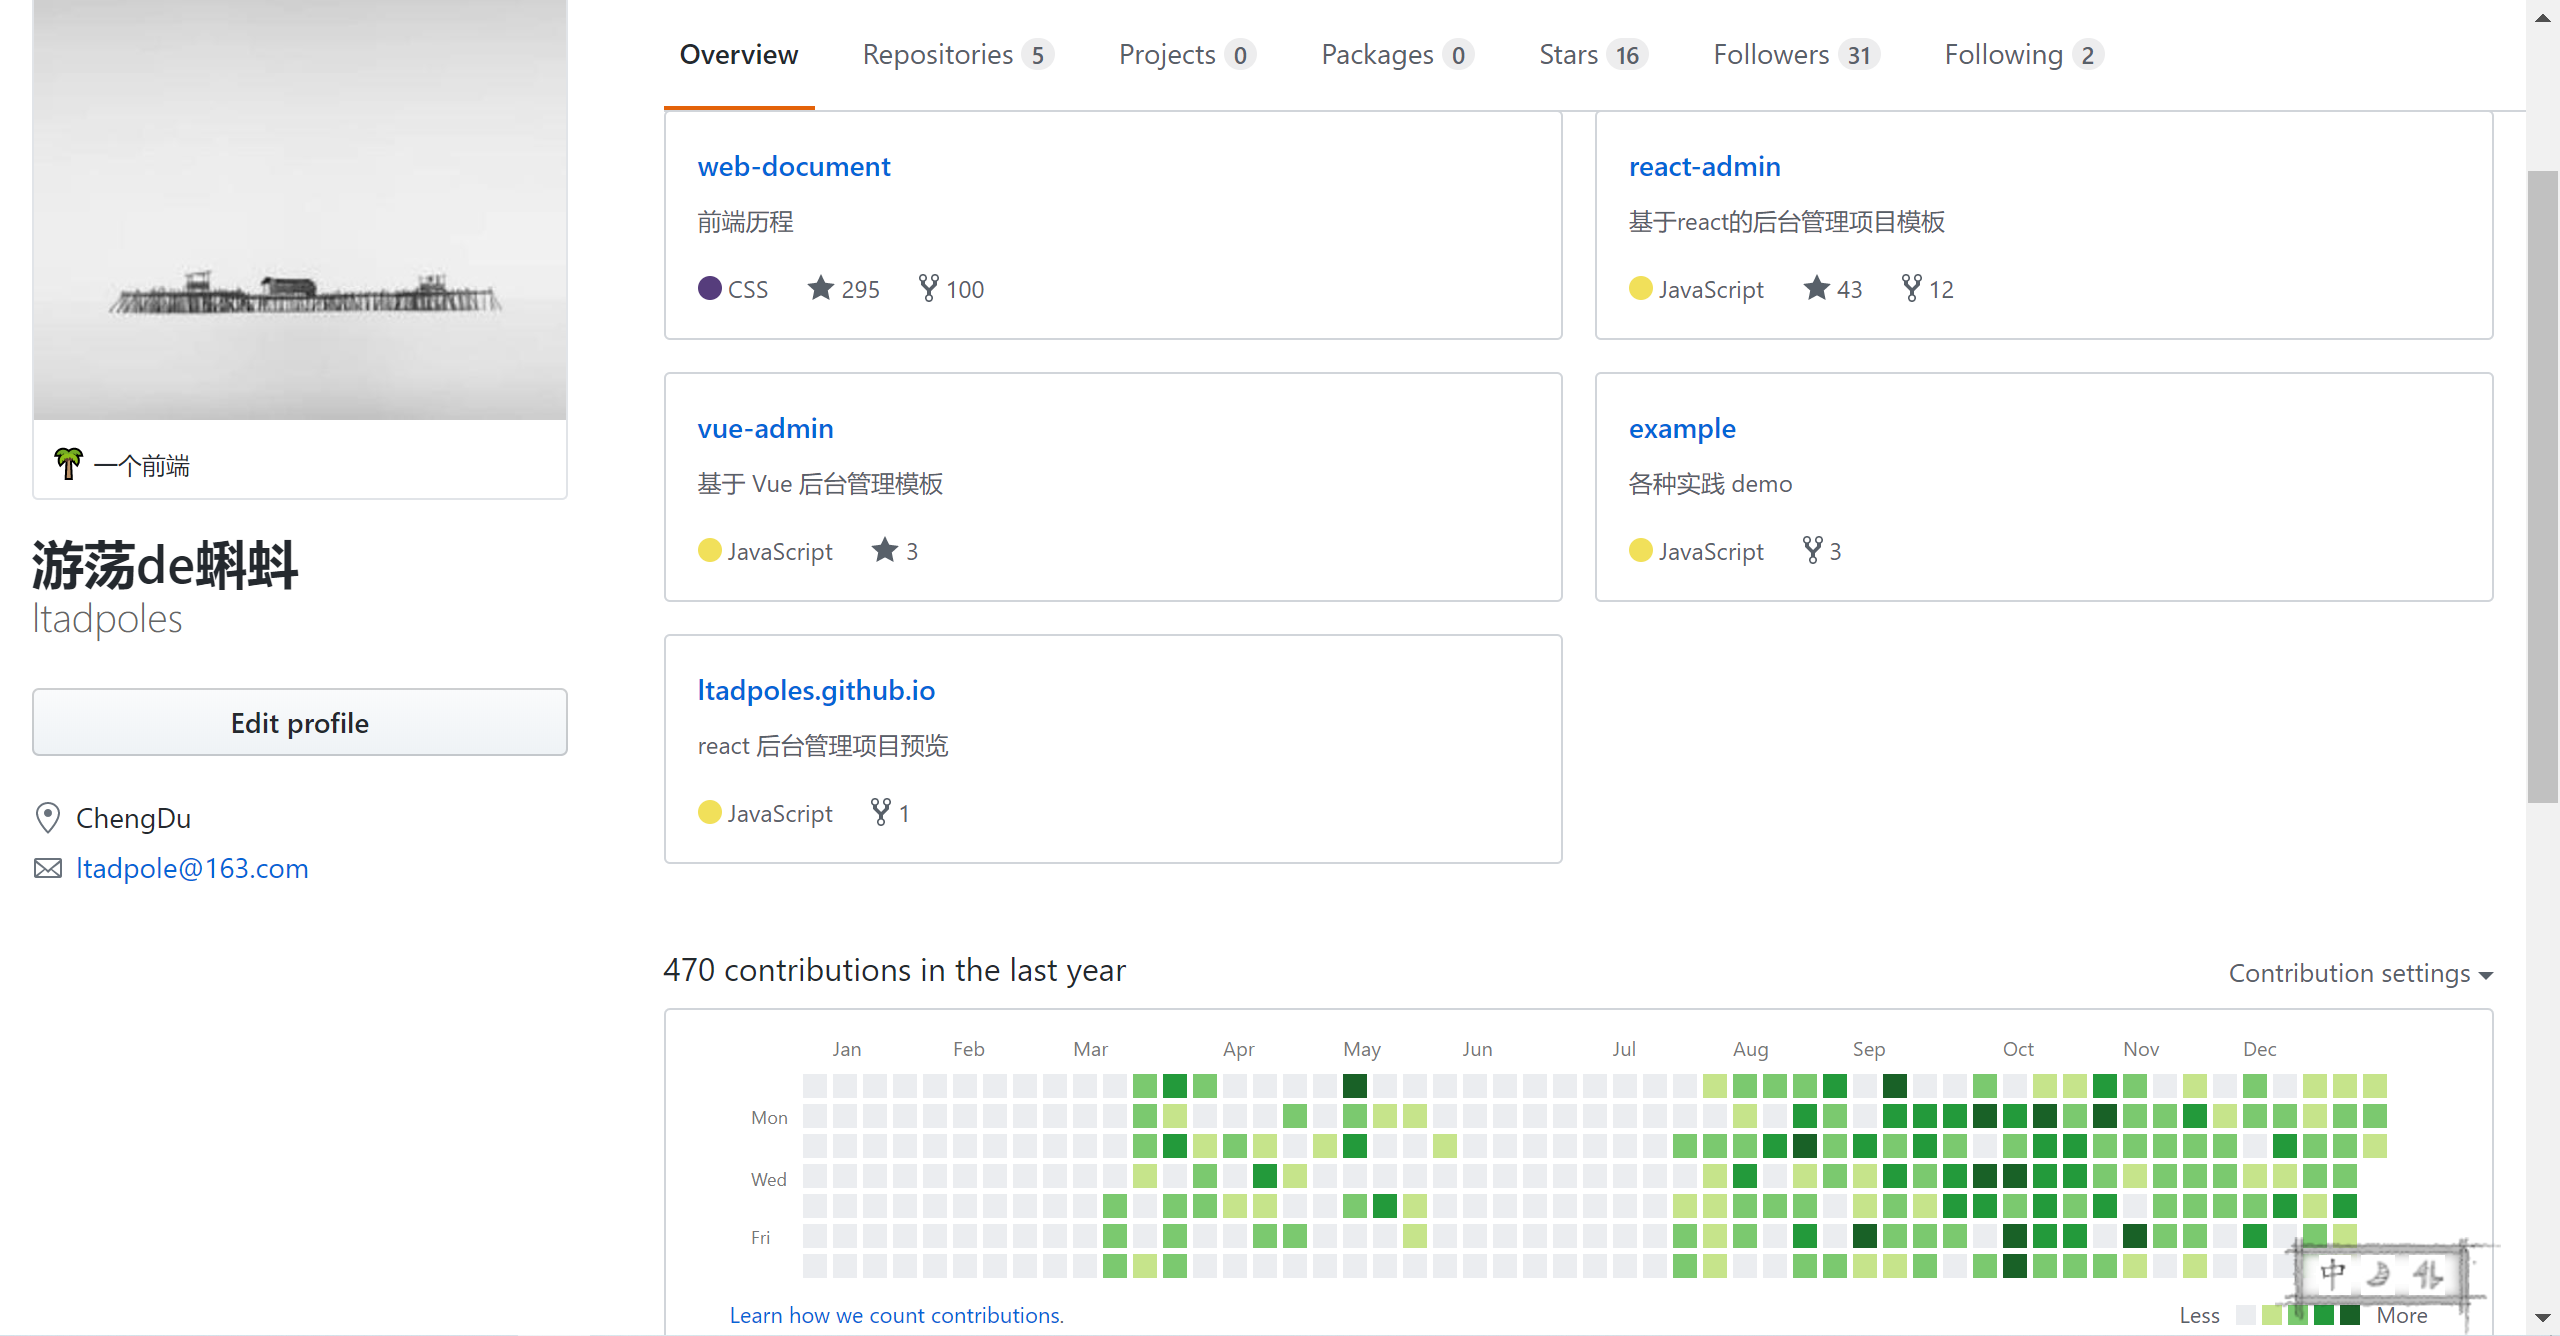 Overview Repositories 5 Projects 0 Packages 0 Stars 16 Followers 31 Following 2
一个前端
游荡de蝌蚪
ltadpoles
Edit profile
ChengDu
ltadpole@163.com
web-document
前端历程
CSS 295 100
react-admin
基于react的后台管理项目模板
JavaScript 43 12
vue-admin
基于 Vue 后台管理模板
JavaScript 3
example
各种实践 demo
JavaScript 3
ltadpoles.github.io
react 后台管理项目预览
JavaScript 1
470 contributions in the last year
Contribution settings
Jan Feb Mar Apr May Jun Jul Aug Sep Oct Nov Dec
Mon
Wed
Fri
Learn how we count contributions.
Less More
中